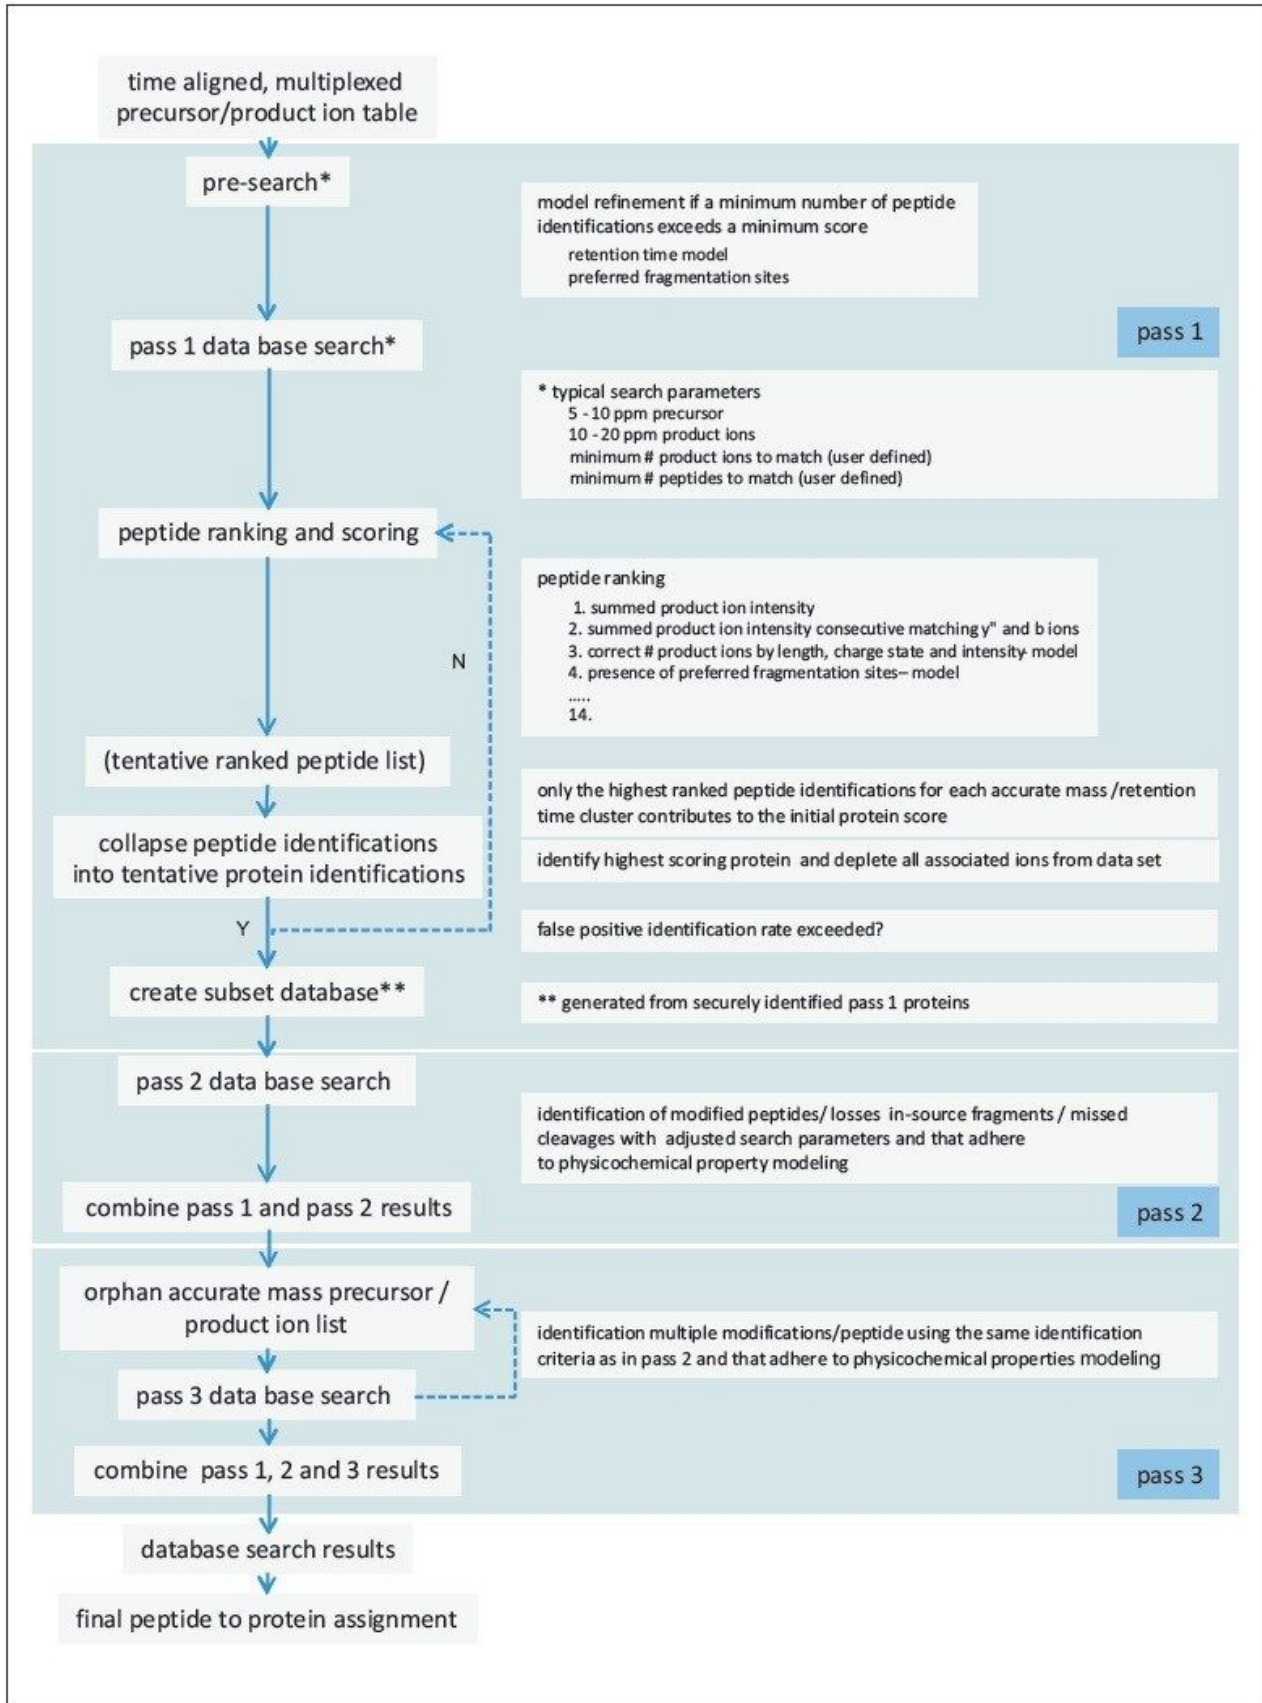 time aligned, multiplexed
precursor/product ion table
pre-search*
model refinement if a minimum number of peptide
identifications exceeds a minimum score
retention time model
preferred fragmentation sites
pass 1
pass 1 data base search*
* typical search parameters
5 - 10 ppm precursor
10 - 20 ppm product ions
minimum # product ions to match (user defined)
minimum # peptides to match (user defined)
peptide ranking and scoring
peptide ranking
1. summed product ion intensity
2. summed product ion intensity consecutive matching y" and b ions
3. correct # product ions by length, charge state and intensity- model
4. presence of preferred fragmentation sites– model
.....
14.
N
(tentative ranked peptide list)
only the highest ranked peptide identifications for each accurate mass /retention
time cluster contributes to the initial protein score
collapse peptide identifications
into tentative protein identifications
identify highest scoring protein and deplete all associated ions from data set
Y
false positive identification rate exceeded?
create subset database**
** generated from securely identified pass 1 proteins
pass 2 data base search
identification of modified peptides/ losses in-source fragments / missed
cleavages with adjusted search parameters and that adhere
to physicochemical property modeling
combine pass 1 and pass 2 results
pass 2
orphan accurate mass precursor /
product ion list
identification multiple modifications/peptide using the same identification
criteria as in pass 2 and that adhere to physicochemical properties modeling
pass 3 data base search
combine pass 1, 2 and 3 results
pass 3
database search results
final peptide to protein assignment